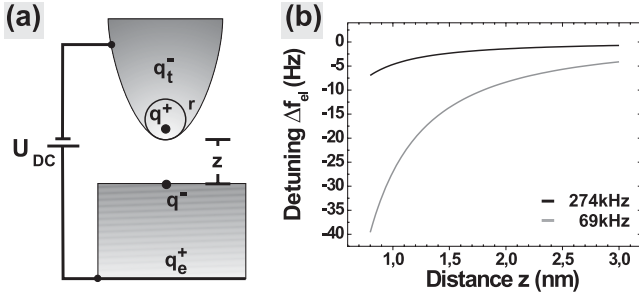 (a)
q_t^-
q^+
r
U_DC
z
q^-
q_e^+
(b)
Detuning Δf_el (Hz)
0
-5
-10
-15
-20
-25
-30
-35
-40
274kHz
69kHz
1,0 1,5 2,0 2,5 3,0
Distance z (nm)